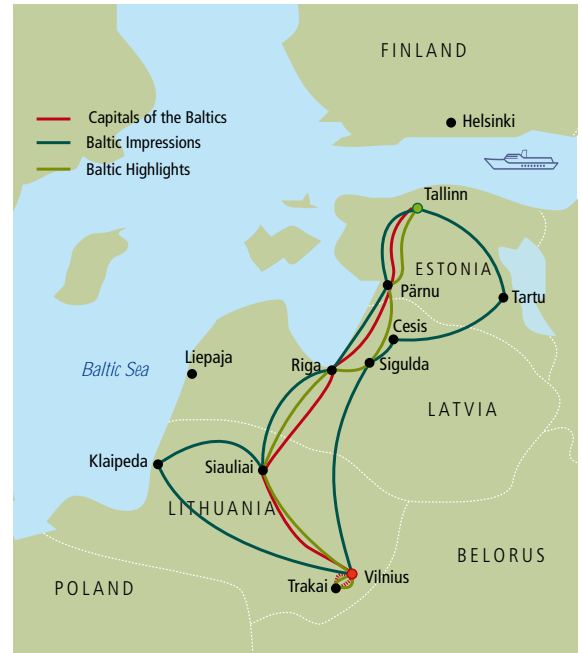 FINLAND
Capitals of the Baltics
Helsinki
Baltic Impressions
Baltic Highlights
Tallinn
ESTONIA
Pärnu
Tartu
Cesis
Liepaja
Riga
Sigulda
Baltic Sea
LATVIA
Klaipeda
Siauliai
LITHUANIA
BELORUS
Vilnius
Trakai
POLAND